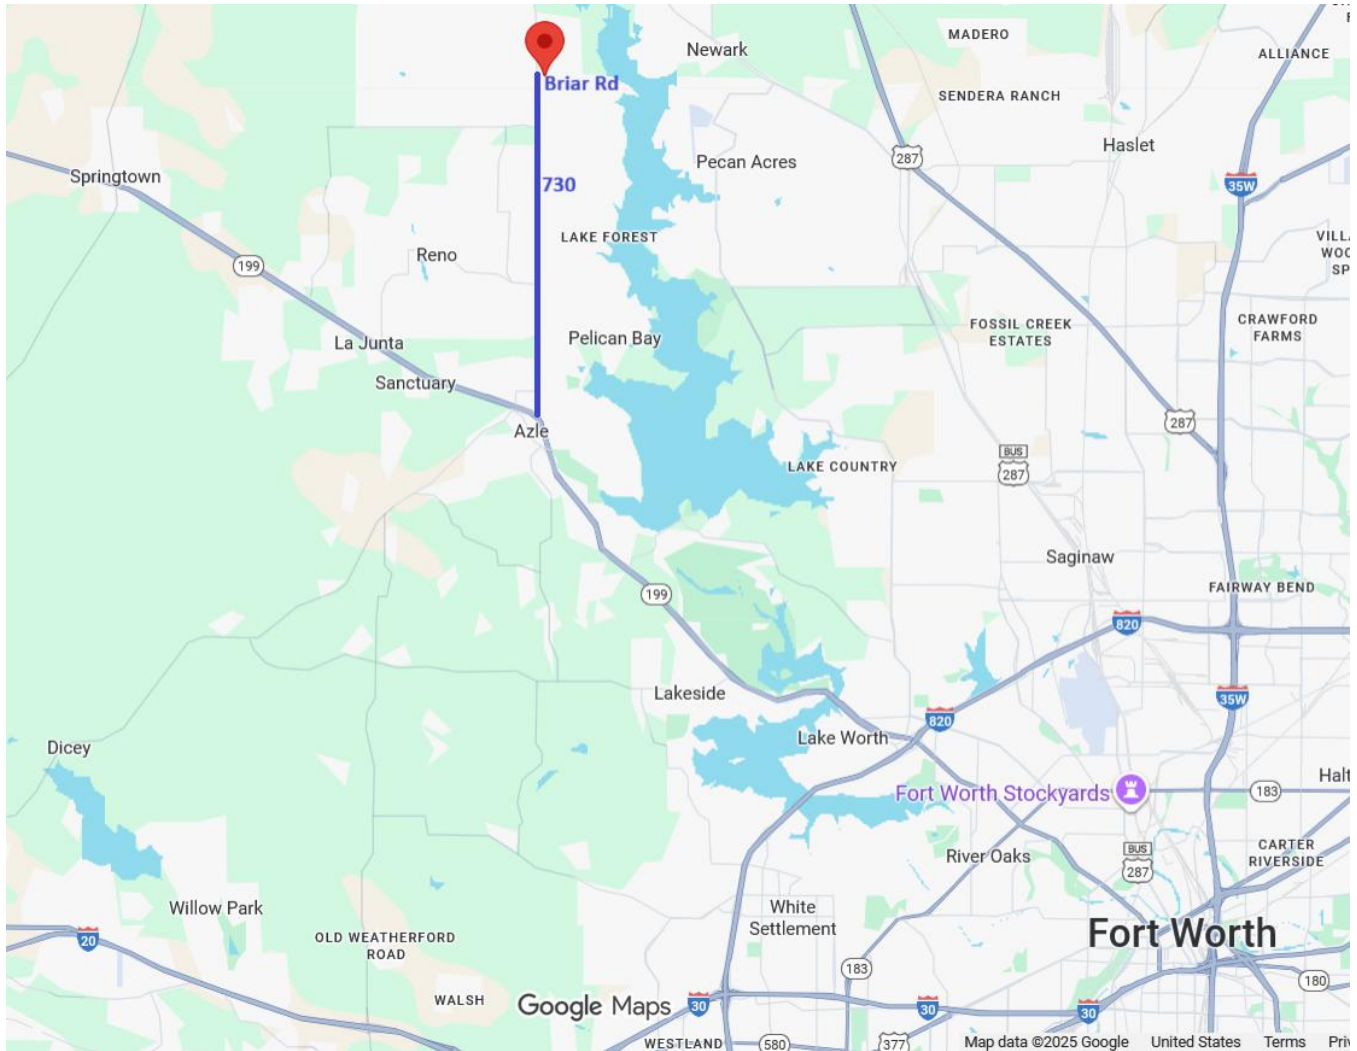 Newark
MADERO
ALLIANCE
Briar Rd
SENDERA RANCH
Haslet
287
Pecan Acres
Springtown
730
35W
LAKE FOREST
Reno
199
FOSSIL CREEK
ESTATES
CRAWFORD
FARMS
Pelican Bay
La Junta
Sanctuary
Azle
287
LAKE COUNTRY
BUS
287
Saginaw
FAIRWAY BEND
199
820
Lakeside
35W
820
Lake Worth
Dicey
Fort Worth Stockyards
183
River Oaks
BUS
287
CARTER
RIVERSIDE
Willow Park
White
Settlement
OLD WEATHERFORD
ROAD
20
Fort Worth
183
180
WALSH
Google Maps
30
30
30
WESTLAND
580
377
Map data ©2025 Google
United States
Terms